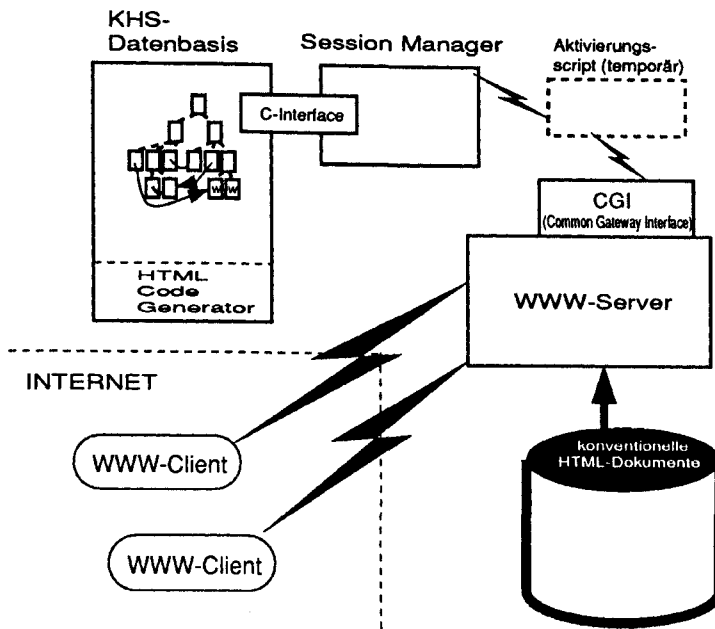 KHS-
Datenbasis
Session Manager
Aktivierungs-
script (temporär)
C-Interface
W W
HTML
Code
Generator
CGI
(Common Gateway Interface)
WWW-Server
INTERNET
WWW-Client
WWW-Client
konventionelle
HTML-Dokumente